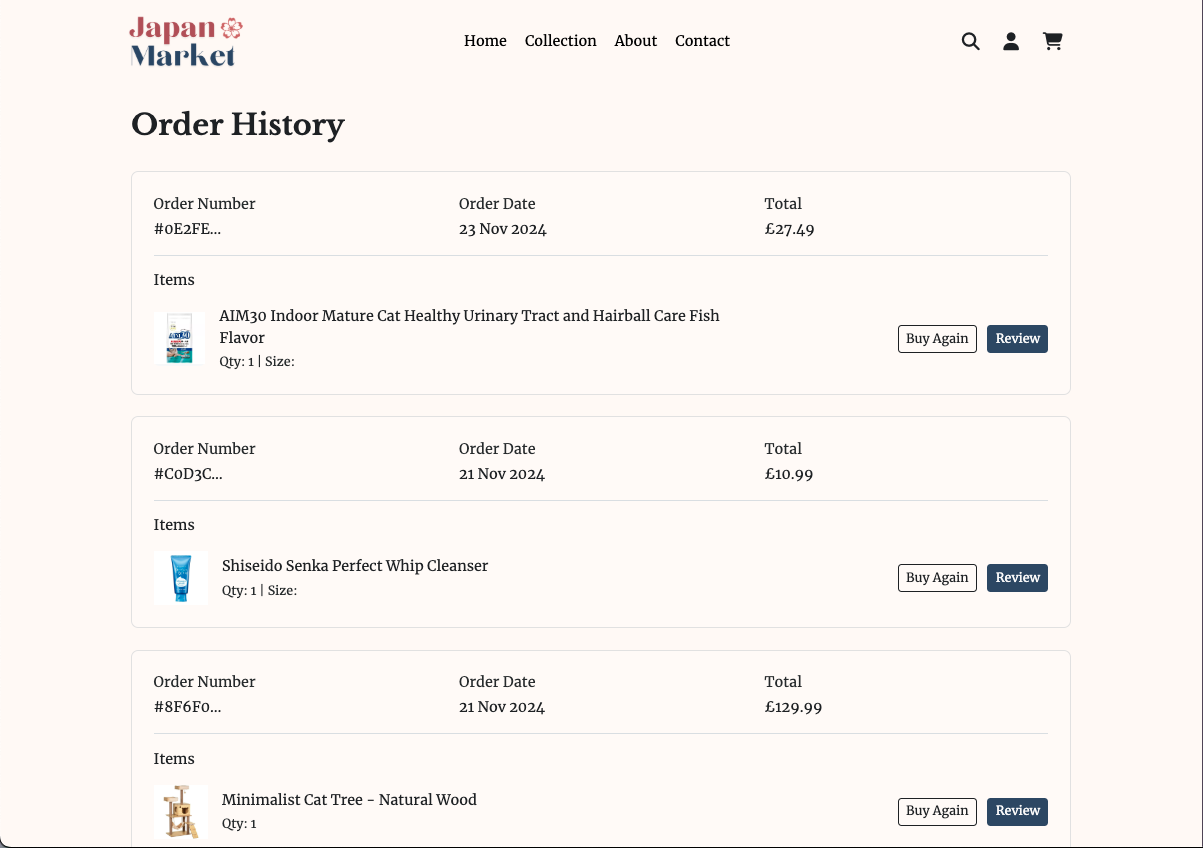 Japan
Market
Home Collection About Contact
Order History
Order Number Order Date Total
#0E2FE... 23 Nov 2024 £27.49
Items
AIM30 Indoor Mature Cat Healthy Urinary Tract and Hairball Care Fish
Flavor
Qty: 1 | Size:
Buy Again Review
Order Number Order Date Total
#C0D3C... 21 Nov 2024 £10.99
Items
Shiseido Senka Perfect Whip Cleanser
Qty: 1 | Size:
Buy Again Review
Order Number Order Date Total
#8F6F0... 21 Nov 2024 £129.99
Items
Minimalist Cat Tree - Natural Wood
Qty: 1
Buy Again Review